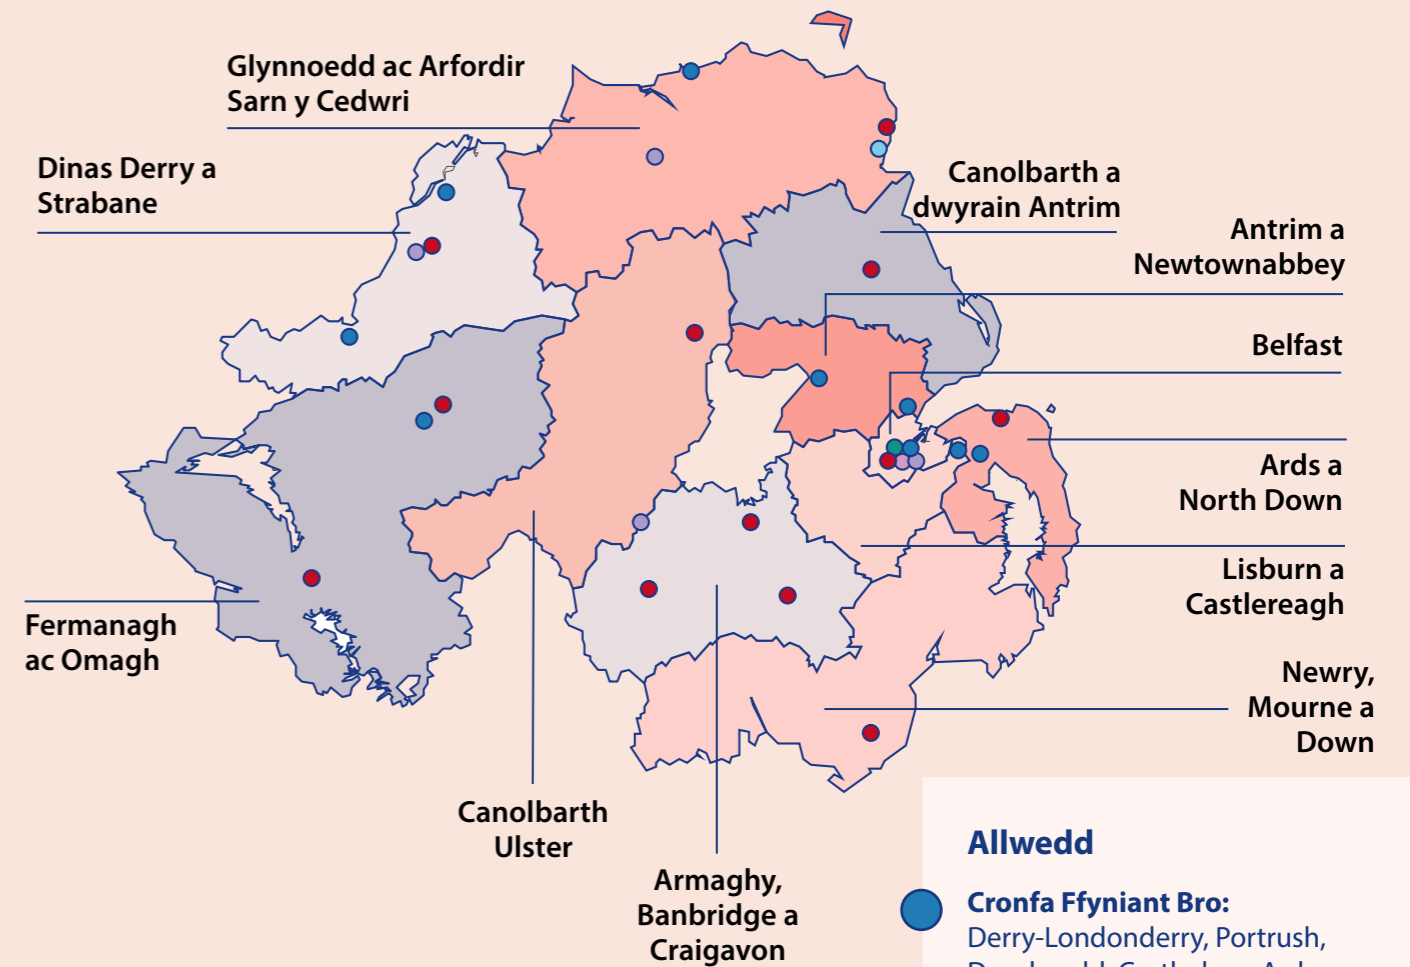 Glynnoedd ac Arfordir
Sarn y Cedwri
Dinas Derry a
Strabane
Canolbarth a
dwyrain Antrim
Antrim a
Newtownabbey
Belfast
Ards a
North Down
Lisburn a
Castlereagh
Fermanagh
ac Omagh
Newry,
Mourne a
Down
Canolbarth
Ulster
Armaghy,
Banbridge a
Craigavon
Allwedd
Cronfa Ffyniant Bro:
Derry-Londonderry, Portrush,